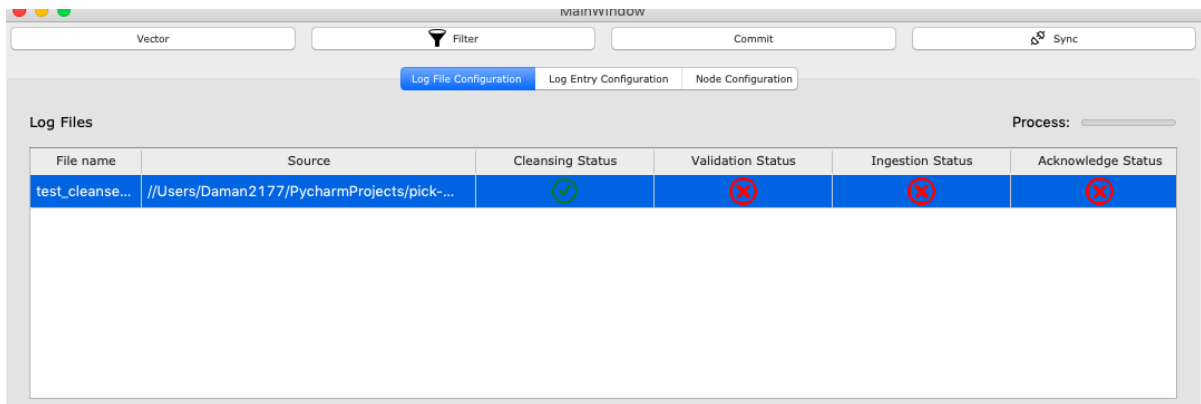 MainWindow
Vector Filter Commit Sync
Log File Configuration Log Entry Configuration Node Configuration
Log Files Process:
File name Source Cleansing Status Validation Status Ingestion Status Acknowledge Status
test_cleanse... //Users/Daman2177/PycharmProjects/pick-...